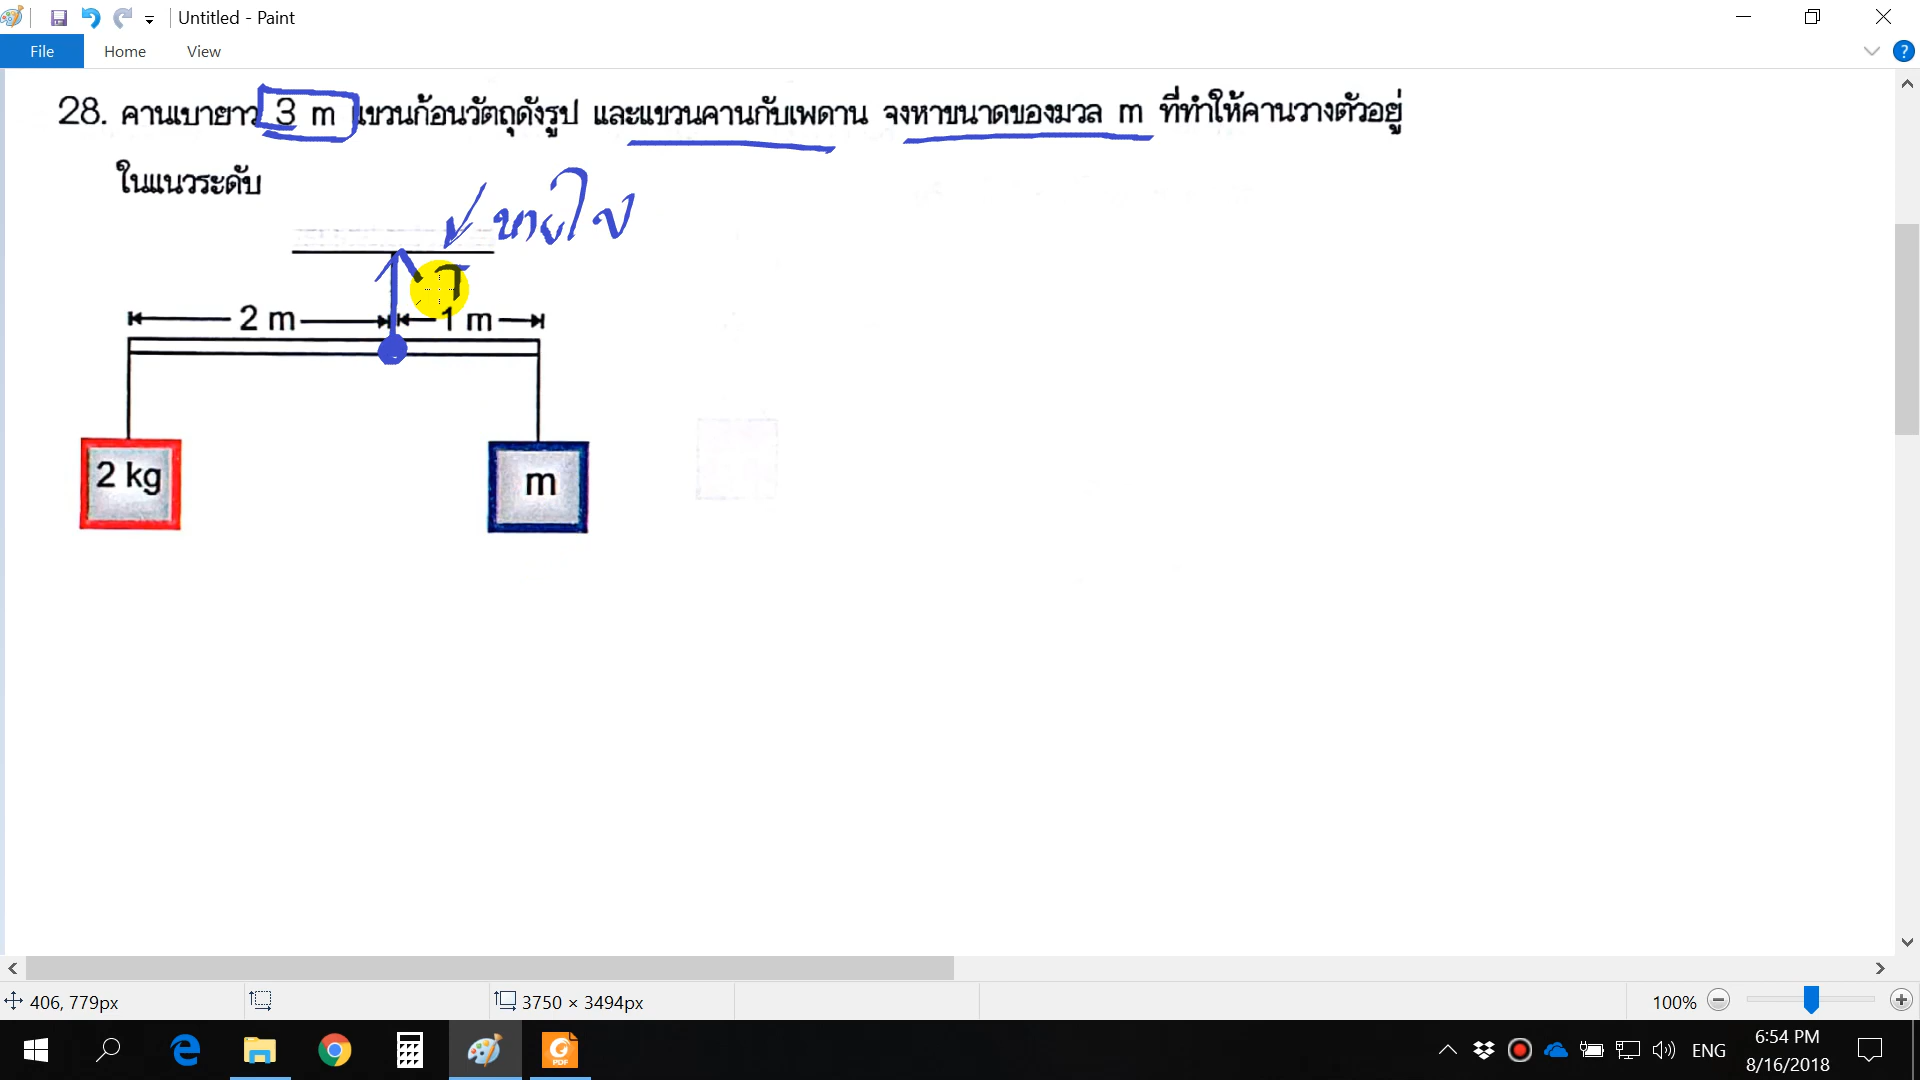 Untitled - Paint
File Home View
28. คานเบายาว 3 m แขวนก้อนวัตถุดังรูป และแขวนคานกับเพดาน จงหาขนาดของมวล m ที่ทำให้คานวางตัวอยู่
ในแนวระดับ
T
2 m 1 m
2 kg
m
406, 779px
3750 × 3494px
100%
6:54 PM
ENG
8/16/2018
PDF